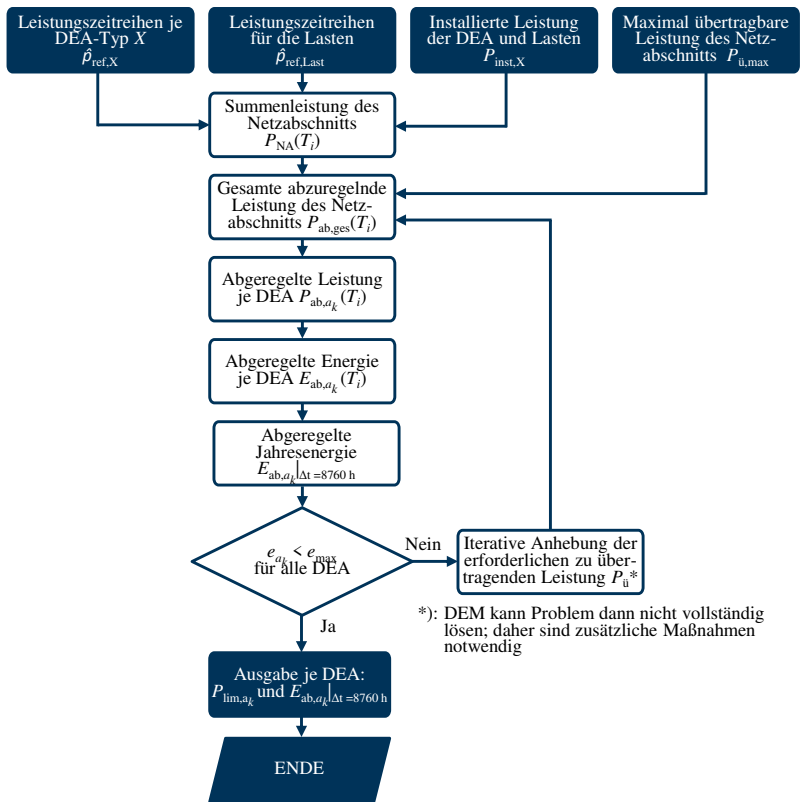 Leistungszeitreihen je
DEA-Typ X
p̂ref,X
Leistungszeitreihen
für die Lasten
p̂ref,Last
Installierte Leistung
der DEA und Lasten
Pinst,X
Maximal übertragbare
Leistung des Netz-
abschnitts Pü,max
Summenleistung des
Netzabschnitts
PNA(Ti)
Gesamte abzuregelnde
Leistung des Netz-
abschnitts Pab,ges(Ti)
Abgeregelte Leistung
je DEA Pab,ak(Ti)
Abgeregelte Energie
je DEA Eab,ak(Ti)
Abgeregelte
Jahresenergie
Eab,ak|Δt =8760 h
eak < emax
für alle DEA
Nein
Iterative Anhebung der
erforderlichen zu über-
tragenden Leistung Pü*
*): DEM kann Problem dann nicht vollständig
lösen; daher sind zusätzliche Maßnahmen
notwendig
Ja
Ausgabe je DEA:
Plim,ak und Eab,ak|Δt =8760 h
ENDE